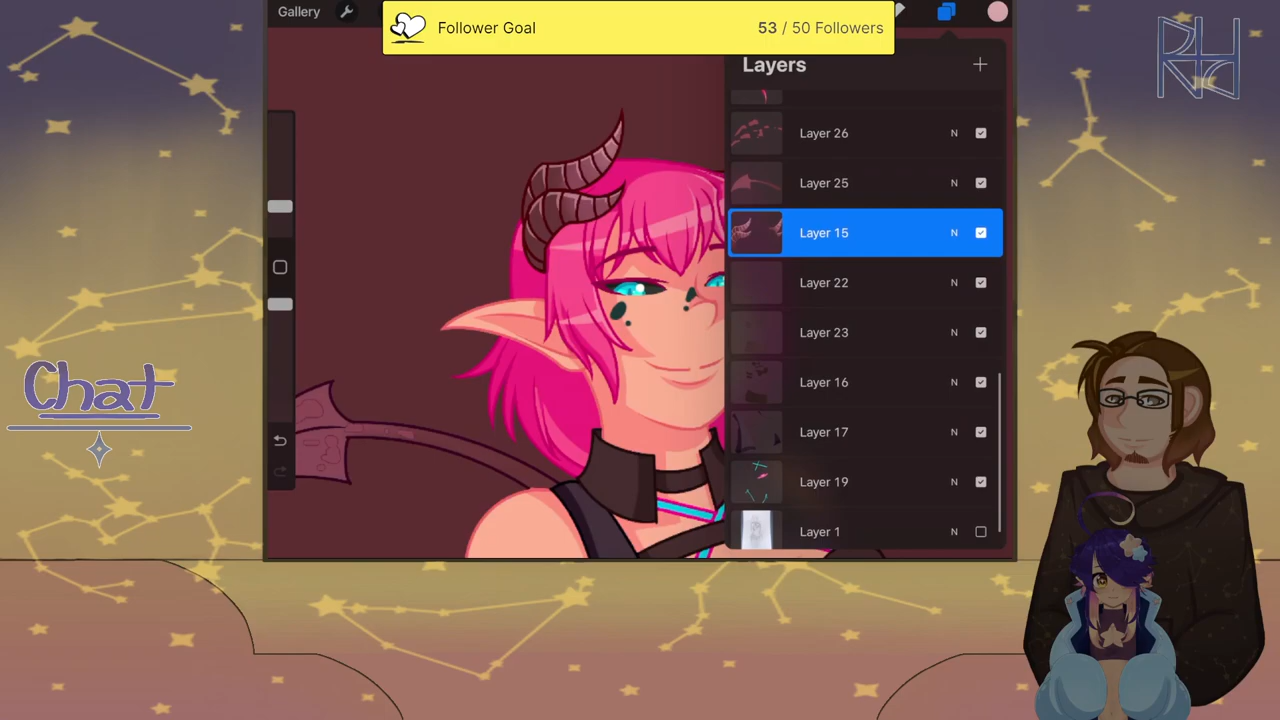 Gallery
Follower Goal
53 / 50 Followers
Layers
Layer 26 N
Layer 25 N
Layer 15 N
Layer 22 N
Layer 23 N
Layer 16 N
Layer 17 N
Layer 19 N
Layer 1 N
Chat